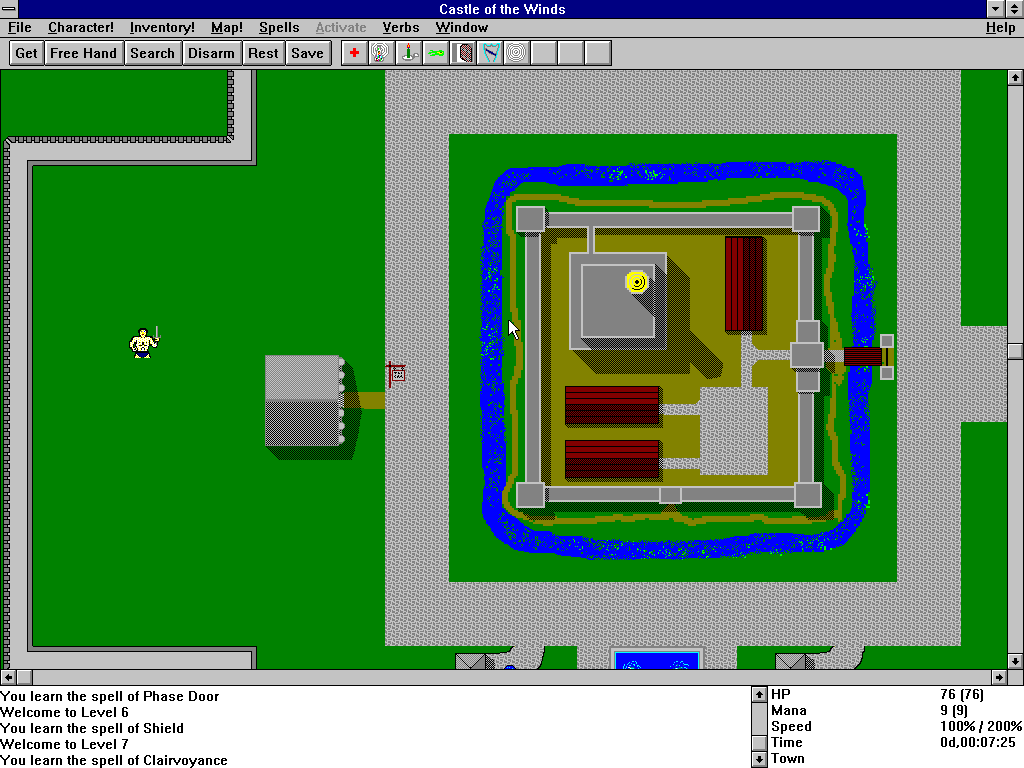 Castle of the Winds
File Character! Inventory! Map! Spells Activate Verbs Window Help
Get Free Hand Search Disarm Rest Save
You learn the spell of Phase Door
Welcome to Level 6
You learn the spell of Shield
Welcome to Level 7
You learn the spell of Clairvoyance
HP 76 (76)
Mana 9 (9)
Speed 100% / 200%
Time 0d,00:07:25
Town